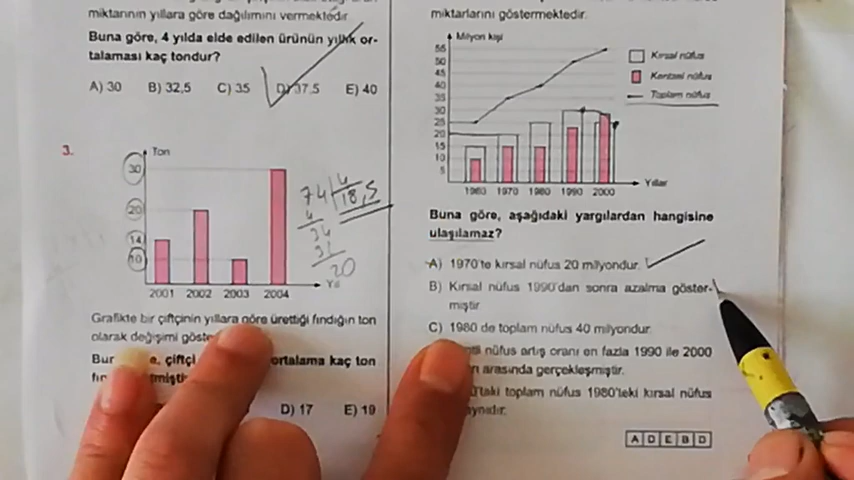 miktarının yıllara göre dağılımını vermektedir.
Buna göre, 4 yılda elde edilen ürünün yıllık or-
talaması kaç tondur?
A) 30 B) 32,5 C) 35 D) 37,5 E) 40
3.
Ton
30
20
14
10
2001 2002 2003 2004
74 4
4 18,5
34
32
20
Grafikte bir çiftçinin yıllara göre ürettiği fındığın ton
olarak değişimi
ortalama kaç ton
D) 17 E) 19
miktarlarını göstermektedir.
Milyon kişi
55
50
45
40
35
30
25
20
15
10
5
1960 1970 1980 1990 2000
Yıllar
Kırsal nüfus
Kentsel nüfus
Toplam nüfus
Buna göre, aşağıdaki yargılardan hangisine
ulaşılamaz?
A) 1970'te kırsal nüfus 20 milyondur.
B) Kırsal nüfus 1990'dan sonra azalma göster-
miştir
C) 1980 de toplam nüfus 40 milyondur.
nüfus artış oranı en fazla 1990 ile 2000
arasında gerçekleşmiştir.
toplam nüfus 1980'teki kırsal nüfus
A D E B D